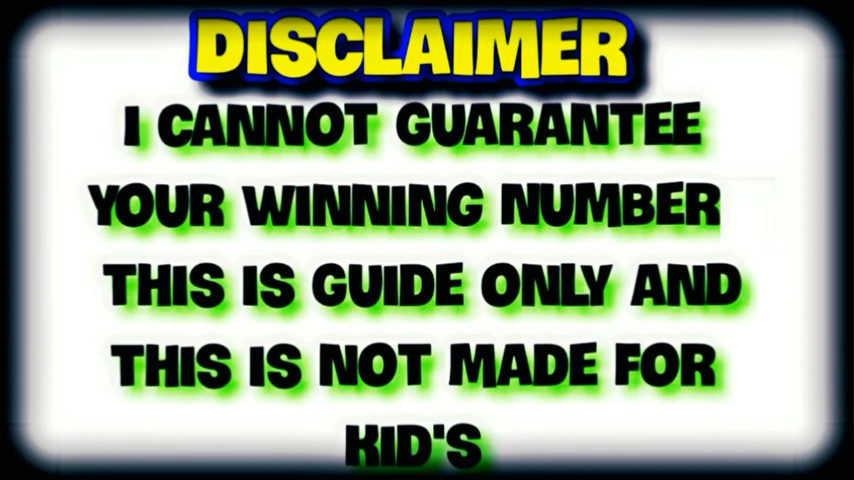 DISCLAIMER
I CANNOT GUARANTEE
YOUR WINNING NUMBER
THIS IS GUIDE ONLY AND
THIS IS NOT MADE FOR
KID'S